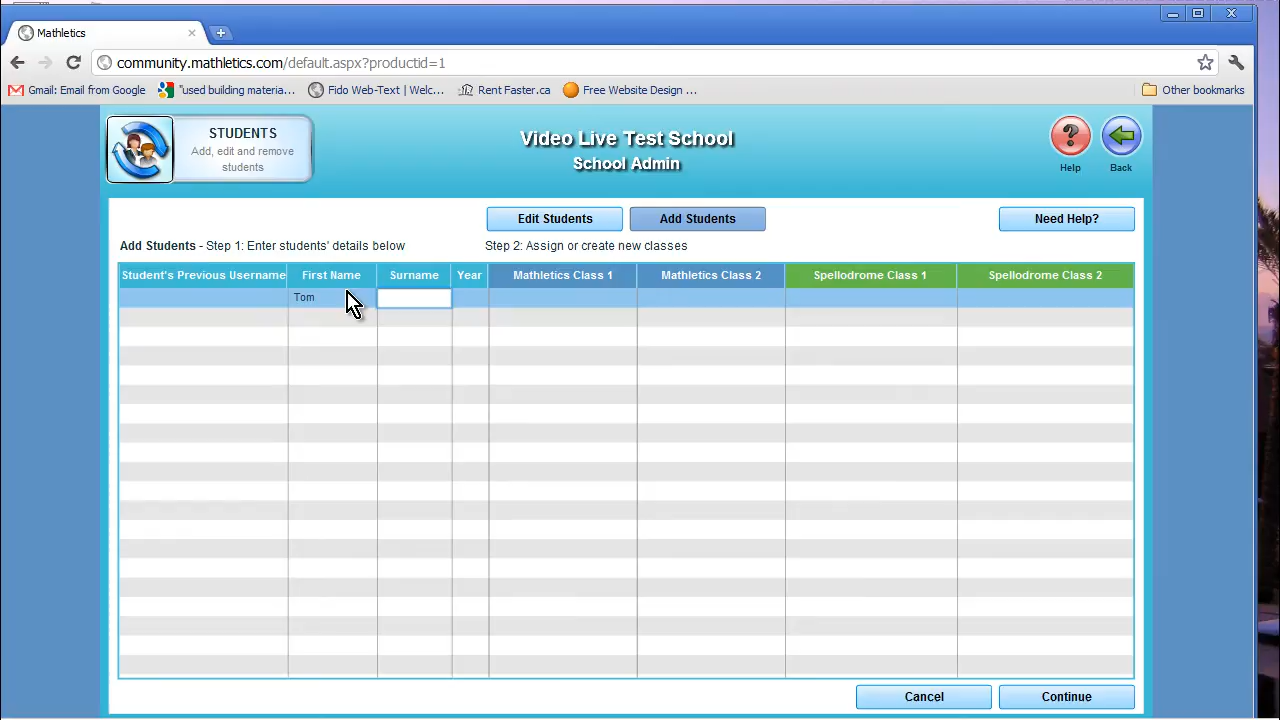 Mathletics
community.mathletics.com/default.aspx?productid=1
Gmail: Email from Google
"used building materia...
Fido Web-Text | Welc...
Rent Faster.ca
Free Website Design ...
Other bookmarks
STUDENTS
Add, edit and remove
students
Video Live Test School
School Admin
Help
Back
Edit Students
Add Students
Need Help?
Add Students - Step 1: Enter students' details below
Step 2: Assign or create new classes
Student's Previous Username
First Name
Surname
Year
Mathletics Class 1
Mathletics Class 2
Spellodrome Class 1
Spellodrome Class 2
Tom
Cancel
Continue